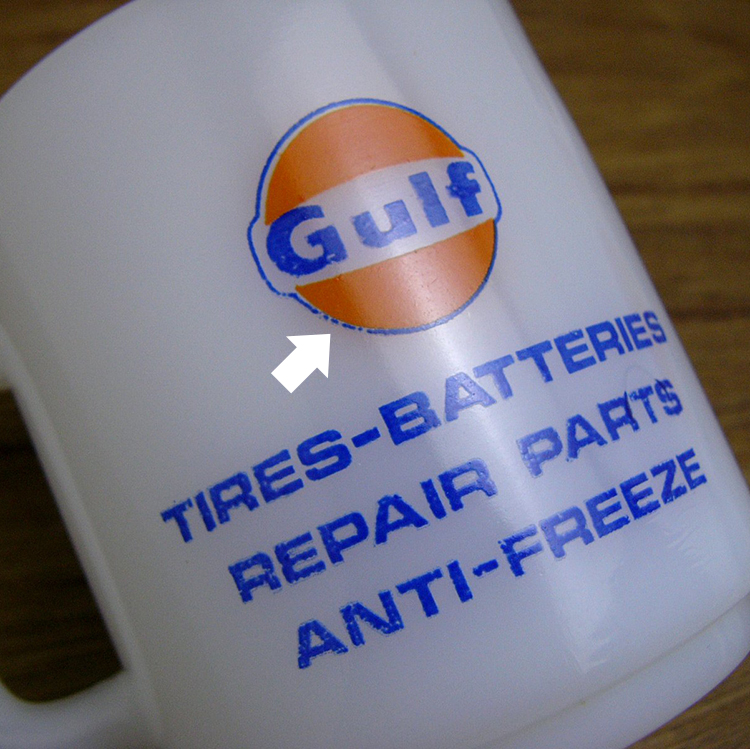 Gulf
TIRES-BATTERIES
REPAIR PARTS
ANTI-FREEZE